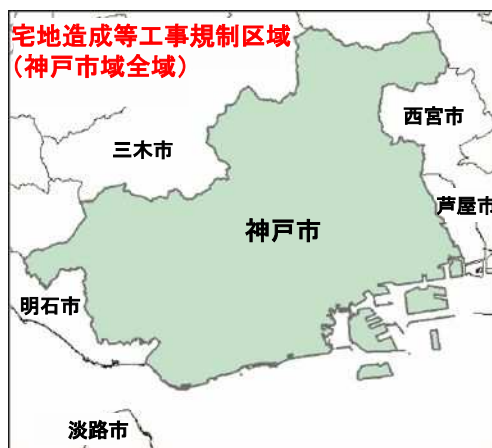 宅地造成等工事規制区域
（神戸市域全域）
西宮市
三木市
芦屋市
神戸市
明石市
淡路市